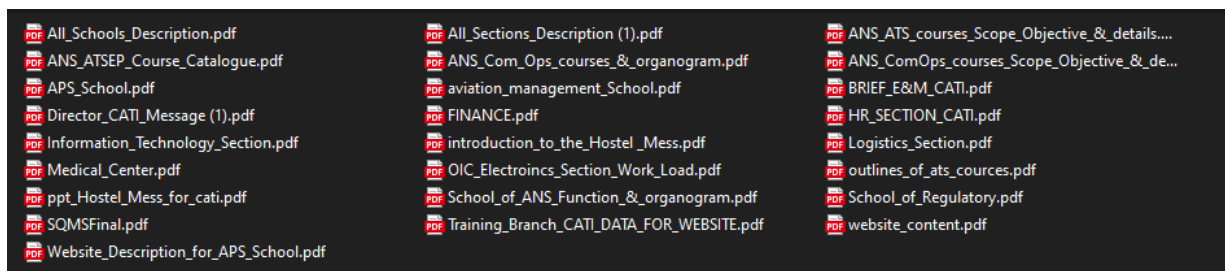 All_Schools_Description.pdf
All_Sections_Description (1).pdf
ANS_ATS_courses_Scope_Objective_&_details....
ANS_ATSEP_Course_Catalogue.pdf
ANS_Com_Ops_courses_&_organogram.pdf
ANS_ComOps_courses_Scope_Objective_&_de...
APS_School.pdf
aviation_management_School.pdf
BRIEF_E&M_CATI.pdf
Director_CATI_Message (1).pdf
FINANCE.pdf
HR_SECTION_CATI.pdf
Information_Technology_Section.pdf
introduction_to_the_Hostel _Mess.pdf
Logistics_Section.pdf
Medical_Center.pdf
OIC_Electroincs_Section_Work_Load.pdf
outlines_of_ats_cources.pdf
ppt_Hostel_Mess_for_cati.pdf
School_of_ANS_Function_&_organogram.pdf
School_of_Regulatory.pdf
SQMSFinal.pdf
Training_Branch_CATI_DATA_FOR_WEBSITE.pdf
website_content.pdf
Website_Description_for_APS_School.pdf